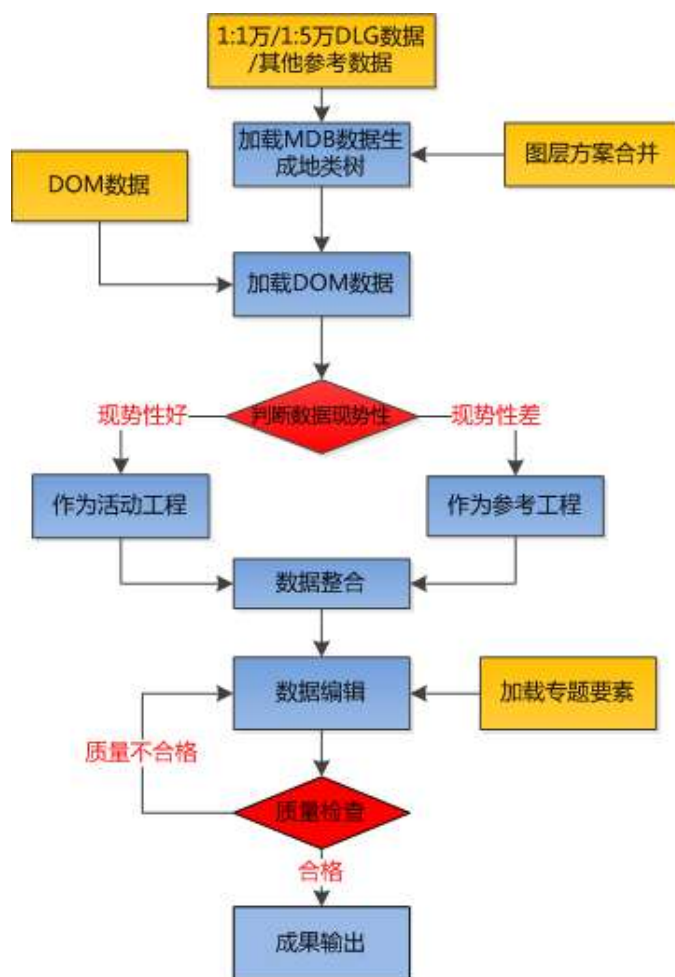 1:1万/1:5万DLG数据
/其他参考数据
加载MDB数据生
成地类树
图层方案合并
DOM数据
加载DOM数据
判断数据现势性
现势性好
现势性差
作为活动工程
作为参考工程
数据整合
数据编辑
加载专题要素
质量不合格
质量检查
合格
成果输出